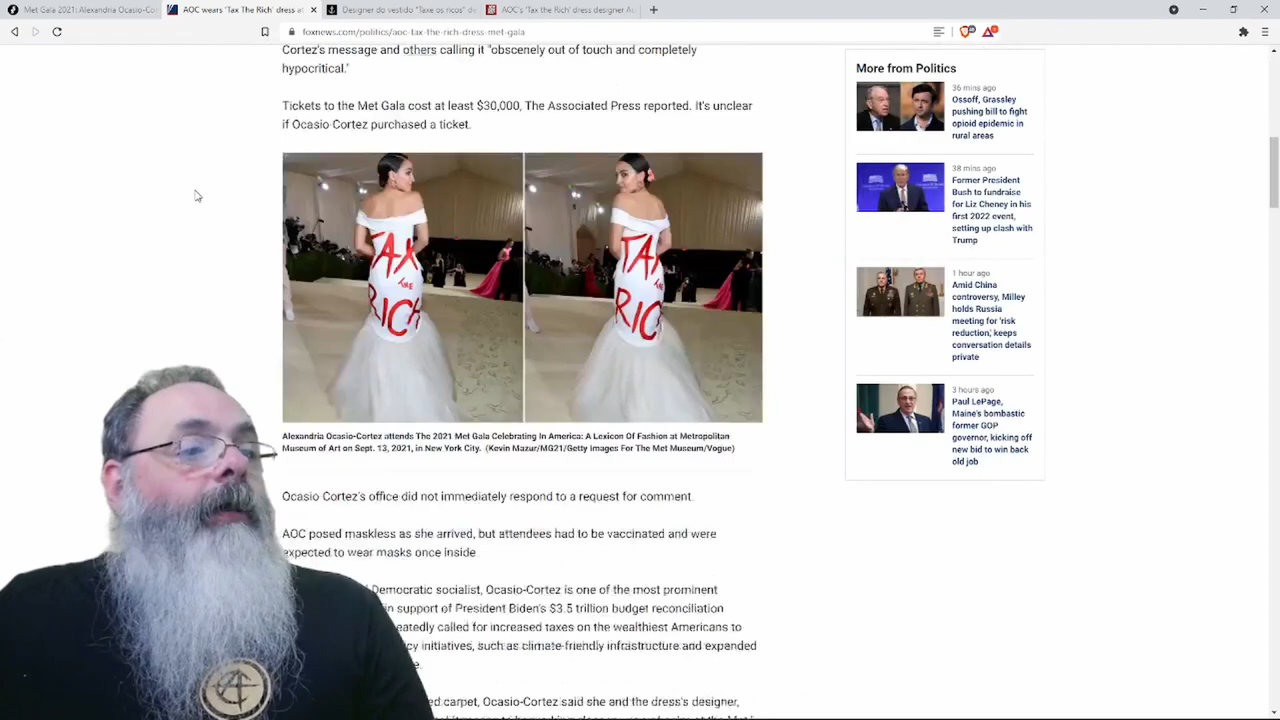 Met Gala 2021: Alexandria Ocasio-Cor
AOC wears 'Tax The Rich' dress at
Designer do vestido "Taxe os ricos" de
AOC's 'Tax the Rich' dress designer Au
foxnews.com/politics/aoc-tax-the-rich-dress-met-gala
Cortez's message and others calling it "obscenely out of touch and completely
hypocritical."
Tickets to the Met Gala cost at least $30,000, The Associated Press reported. It's unclear
if Ocasio-Cortez purchased a ticket.
TAX
THE
RICH
TAX
THE
RIC
Alexandria Ocasio-Cortez attends The 2021 Met Gala Celebrating In America: A Lexicon Of Fashion at Metropolitan
Museum of Art on Sept. 13, 2021, in New York City. (Kevin Mazur/MG21/Getty Images For The Met Museum/Vogue)
Ocasio Cortez's office did not immediately respond to a request for comment.
AOC posed maskless as she arrived, but attendees had to be vaccinated and were
expected to wear masks once inside
Democratic socialist, Ocasio-Cortez is one of the most prominent
in support of President Biden's $3.5 trillion budget reconciliation
eatedly called for increased taxes on the wealthiest Americans to
cy initiatives, such as climate-friendly infrastructure and expanded
ed carpet, Ocasio-Cortez said she and the dress's designer,
More from Politics
36 mins ago
Ossoff, Grassley
pushing bill to fight
opioid epidemic in
rural areas
38 mins ago
Former President
Bush to fundraise
for Liz Cheney in his
first 2022 event,
setting up clash with
Trump
1 hour ago
Amid China
controversy, Milley
holds Russia
meeting for 'risk
reduction,' keeps
conversation details
private
3 hours ago
Paul LePage,
Maine's bombastic
former GOP
governor, kicking off
new bid to win back
old job